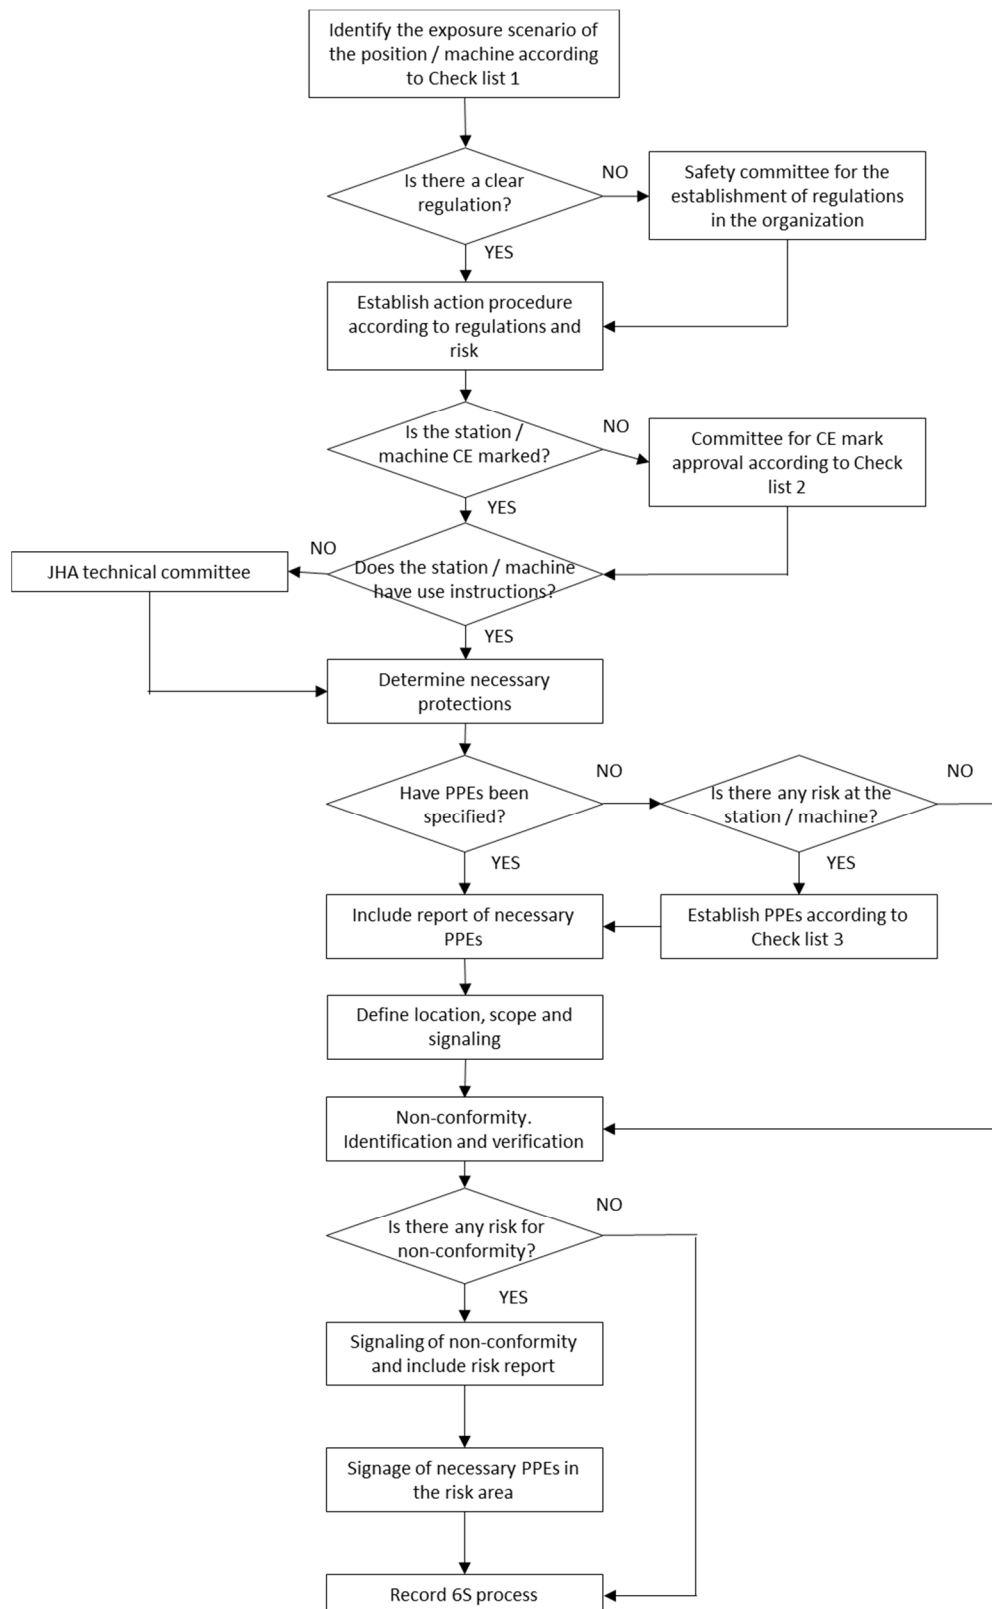 Identify the exposure scenario of
the position / machine according
to Check list 1
Is there a clear
regulation?
NO
Safety committee for the
establishment of regulations
in the organization
YES
Establish action procedure
according to regulations and
risk
Is the station /
machine CE marked?
NO
Committee for CE mark
approval according to Check
list 2
YES
Does the station / machine
have use instructions?
NO
JHA technical committee
YES
Determine necessary
protections
Have PPEs been
specified?
NO
Is there any risk at the
station / machine?
NO
YES
YES
Include report of necessary
PPEs
Establish PPEs according to
Check list 3
Define location, scope and
signaling
Non-conformity.
Identification and verification
Is there any risk for
non-conformity?
NO
YES
Signaling of non-conformity
and include risk report
Signage of necessary PPEs in
the risk area
Record 6S process